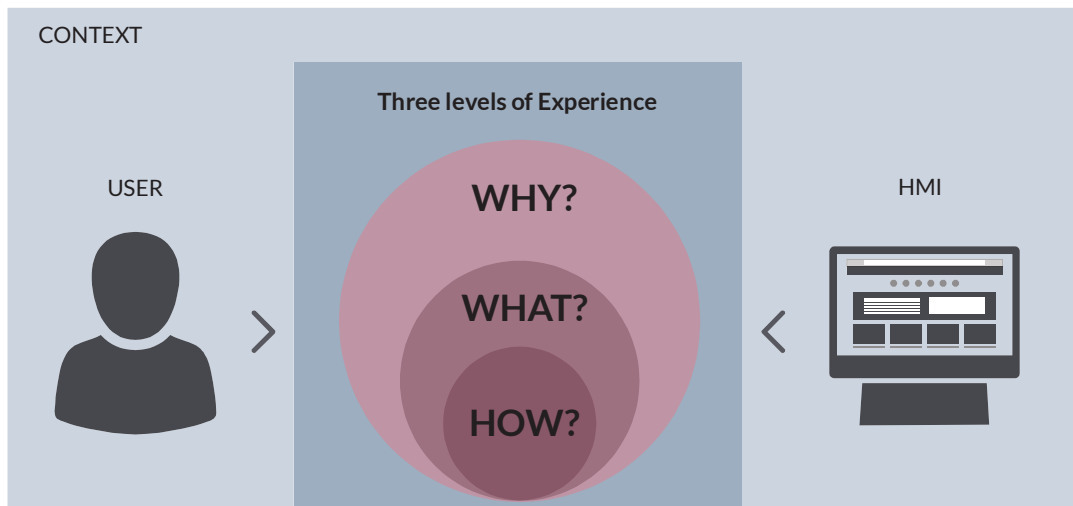 CONTEXT
Three levels of Experience
USER
WHY?
HMI
WHAT?
HOW?